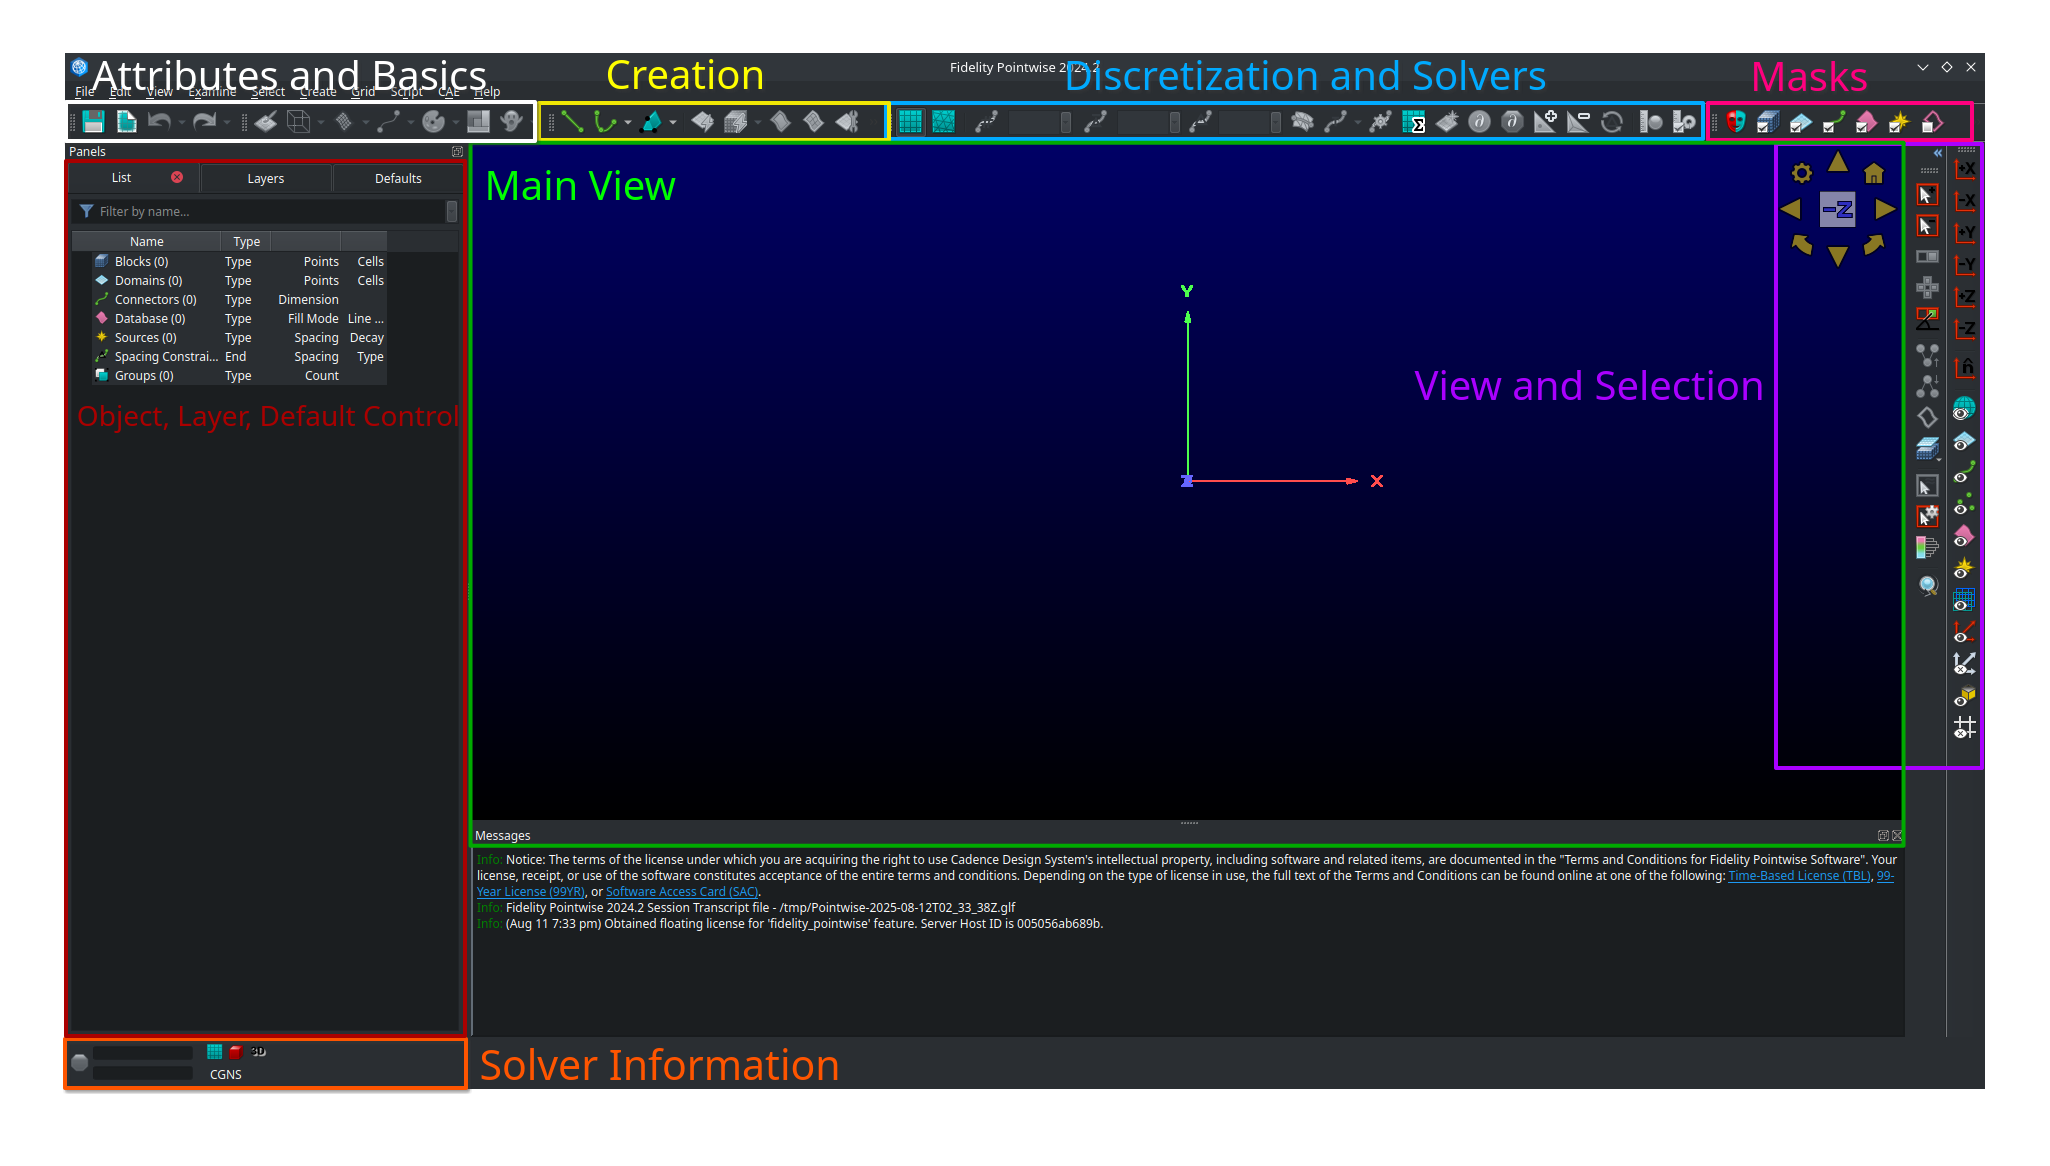 Fidelity Pointwise 2024.2
Attributes and Basics
Creation
Discretization and Solvers
Masks
File Edit View Examine Select Create Grid Script CAE Help
Panels
List Layers Defaults
Filter by name...
Name Type
Blocks (0) Type Points Cells
Domains (0) Type Points Cells
Connectors (0) Type Dimension
Database (0) Type Fill Mode Line ...
Sources (0) Type Spacing Decay
Spacing Constrai... End Spacing Type
Groups (0) Type Count
Object, Layer, Default Control
Main View
-Z
Y
X
Z
View and Selection
+X
-X
+Y
-Y
+Z
-Z
n̂
Messages
Info: Notice: The terms of the license under which you are acquiring the right to use Cadence Design System's intellectual property, including software and related items, are documented in the "Terms and Conditions for Fidelity Pointwise Software". Your
license, receipt, or use of the software constitutes acceptance of the entire terms and conditions. Depending on the type of license in use, the full text of the Terms and Conditions can be found online at one of the following: Time-Based License (TBL), 99-
Year License (99YR), or Software Access Card (SAC).
Info: Fidelity Pointwise 2024.2 Session Transcript file - /tmp/Pointwise-2025-08-12T02_33_38Z.glf
Info: (Aug 11 7:33 pm) Obtained floating license for 'fidelity_pointwise' feature. Server Host ID is 005056ab689b.
3D
CGNS
Solver Information